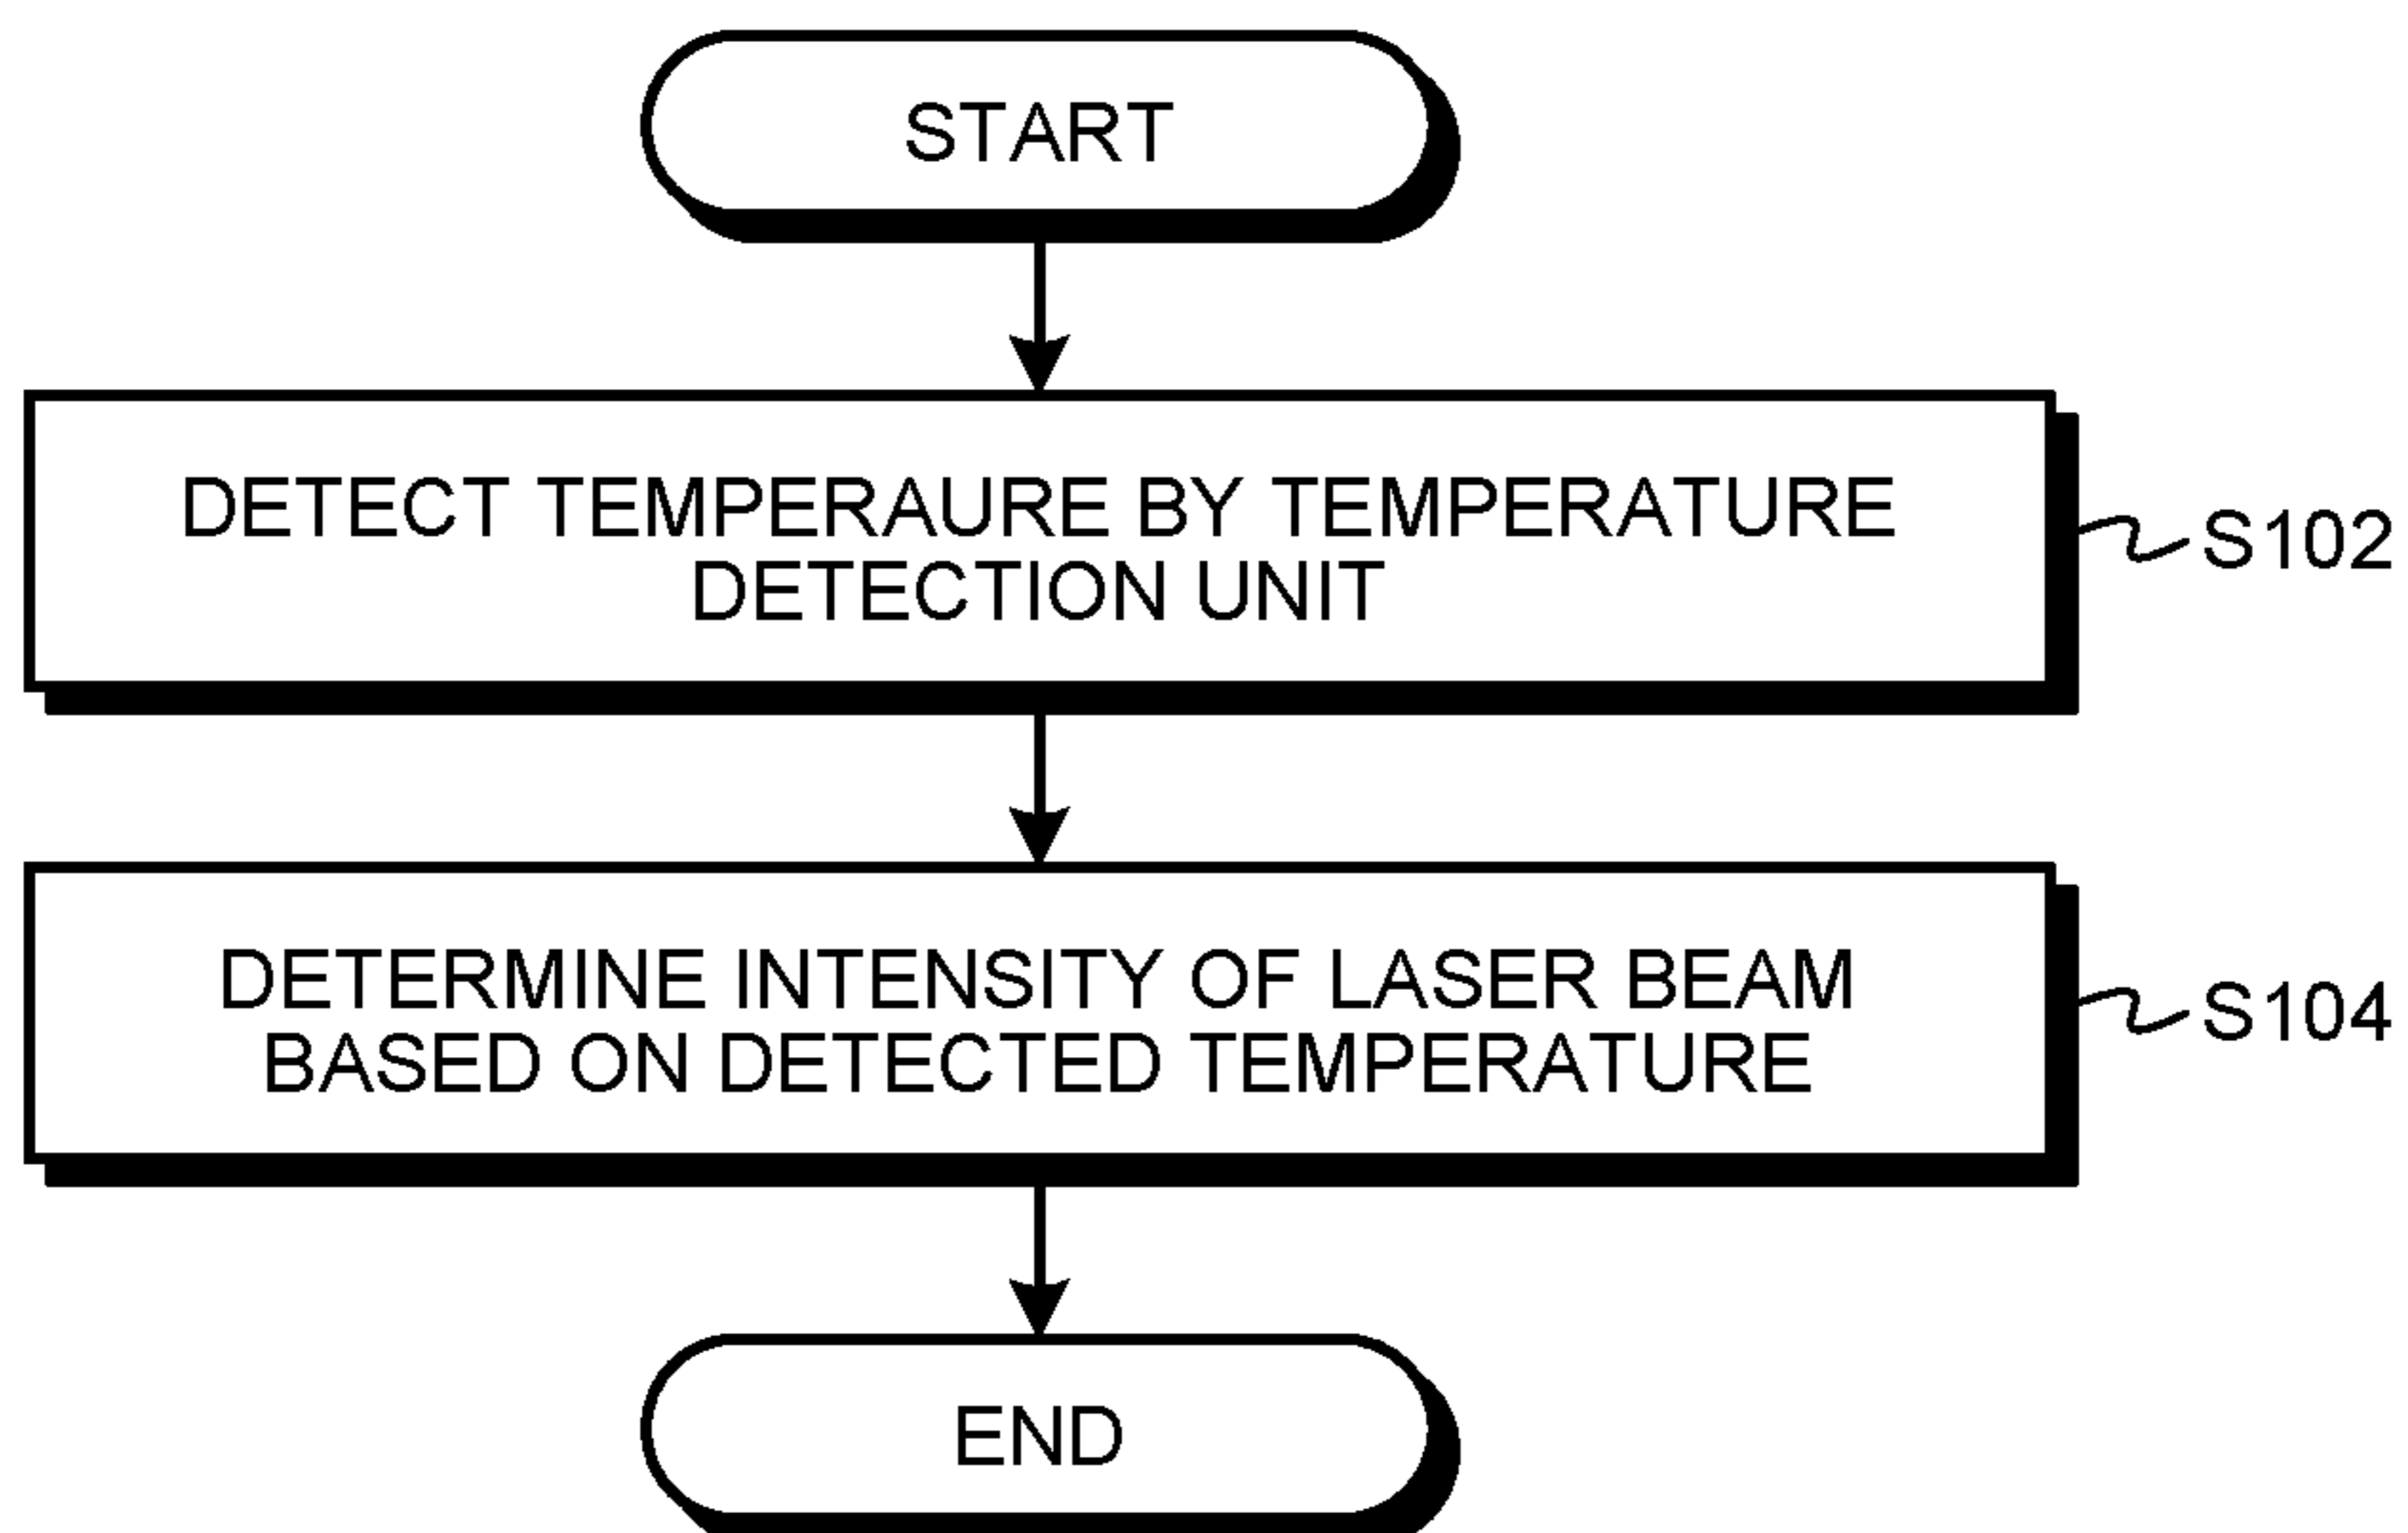 START
DETECT TEMPERAURE BY TEMPERATURE
DETECTION UNIT
S102
DETERMINE INTENSITY OF LASER BEAM
BASED ON DETECTED TEMPERATURE
S104
END